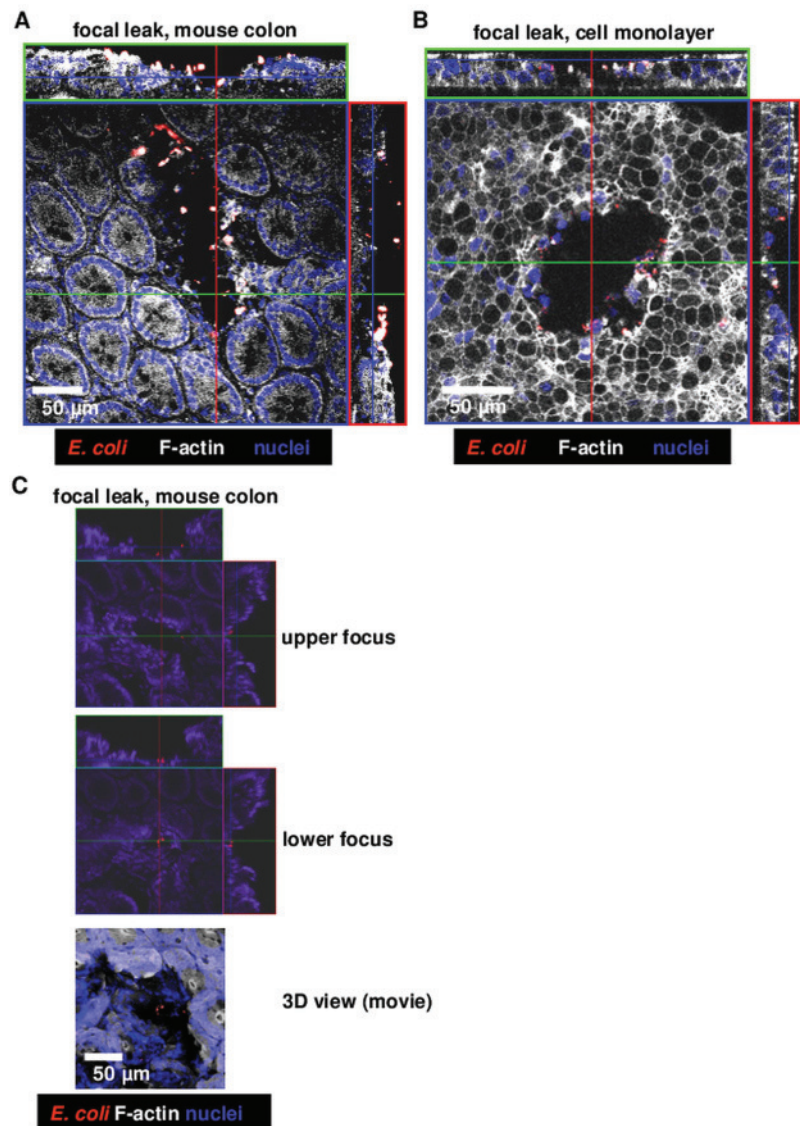 A
focal leak, mouse colon
50 µm
E. coli F-actin nuclei
B
focal leak, cell monolayer
50 µm
E. coli F-actin nuclei
C
focal leak, mouse colon
upper focus
lower focus
3D view (movie)
50 µm
E. coli F-actin nuclei